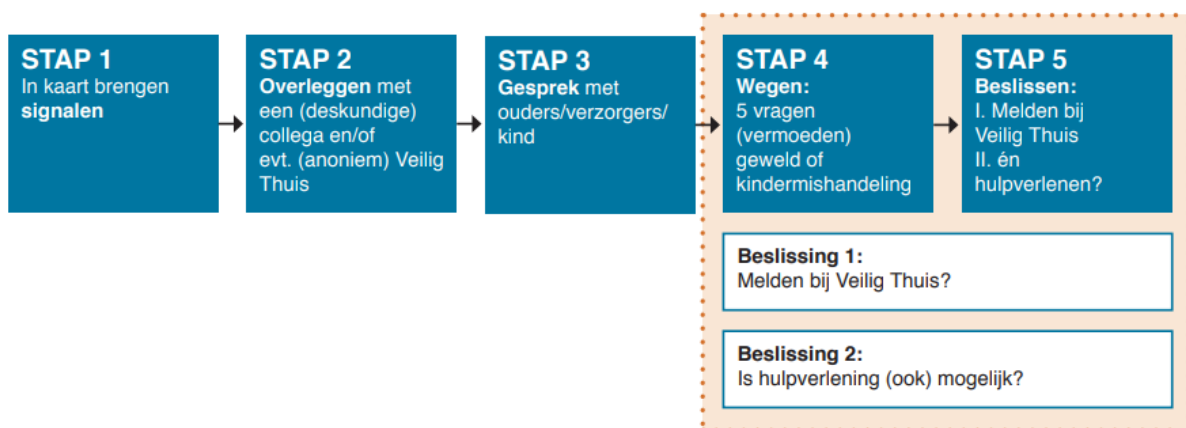 STAP 1
In kaart brengen
signalen
STAP 2
Overleggen met
een (deskundige)
collega en/of
evt. (anoniem) Veilig
Thuis
STAP 3
Gesprek met
ouders/verzorgers/
kind
STAP 4
Wegen:
5 vragen
(vermoeden)
geweld of
kindermishandeling
STAP 5
Beslissen:
I. Melden bij
Veilig Thuis
II. én
hulpverlenen?
Beslissing 1:
Melden bij Veilig Thuis?
Beslissing 2:
Is hulpverlening (ook) mogelijk?